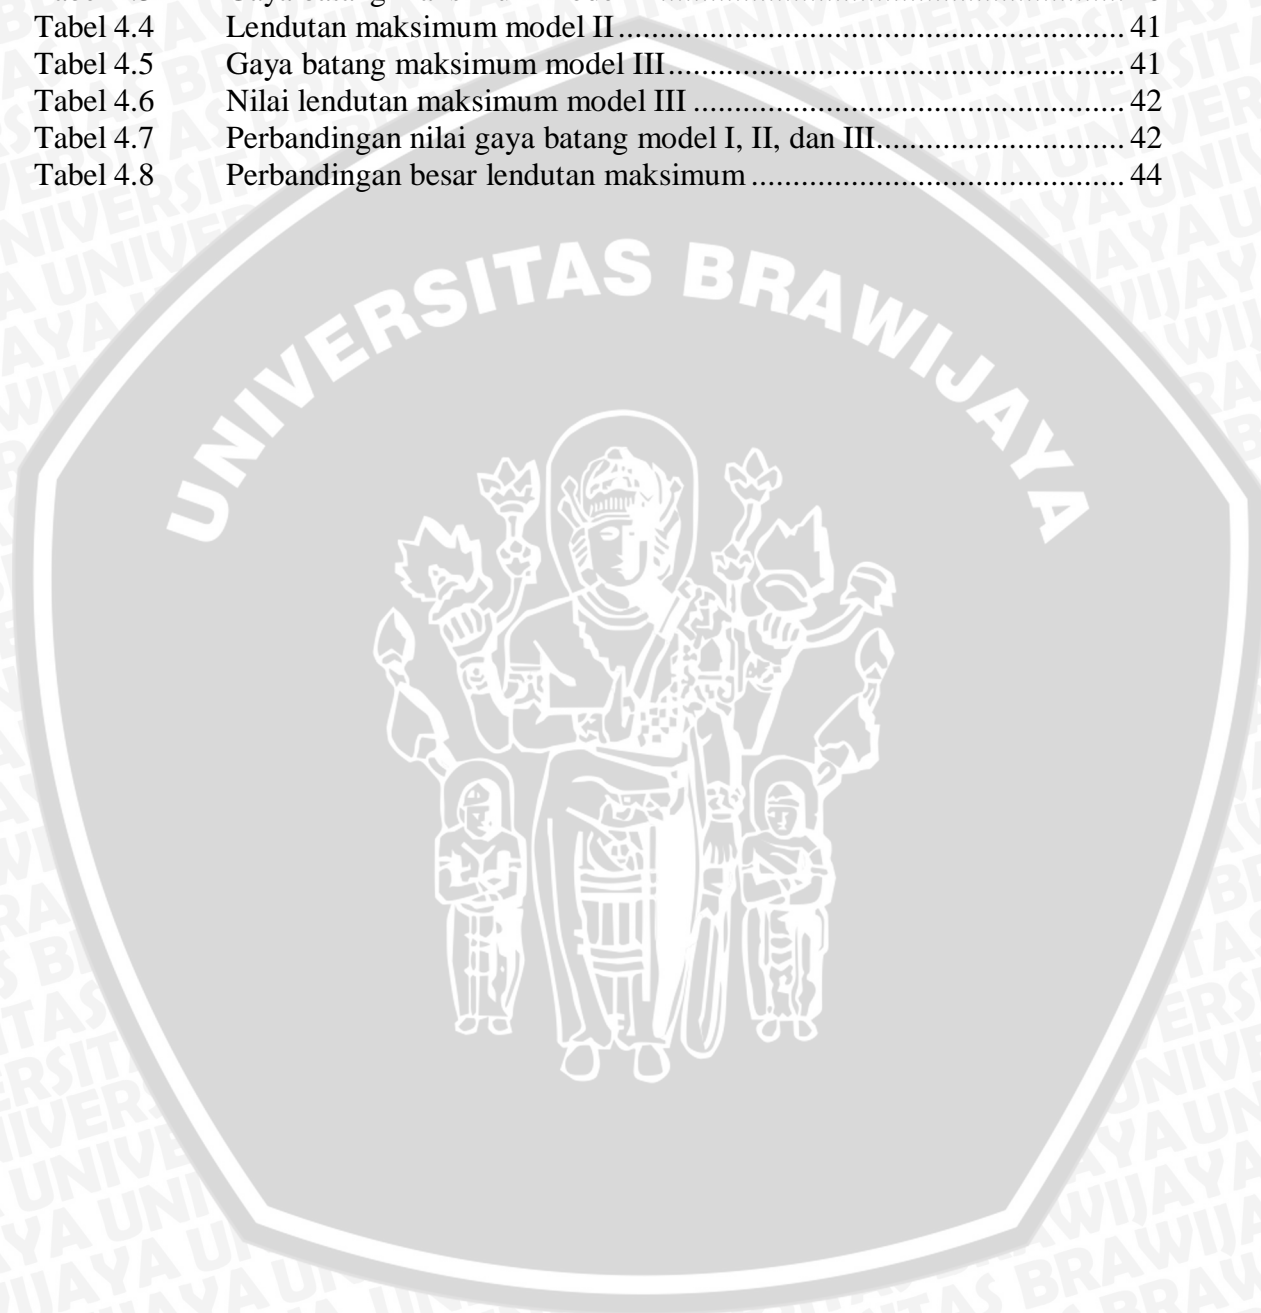 Tabel 4.4 Lendutan maksimum model II ........................................................... 41
Tabel 4.5 Gaya batang maksimum model III ..................................................... 41
Tabel 4.6 Nilai lendutan maksimum model III .................................................. 42
Tabel 4.7 Perbandingan nilai gaya batang model I, II, dan III ............................ 42
Tabel 4.8 Perbandingan besar lendutan maksimum ........................................... 44
UNIVERSITAS BRAWIJAYA